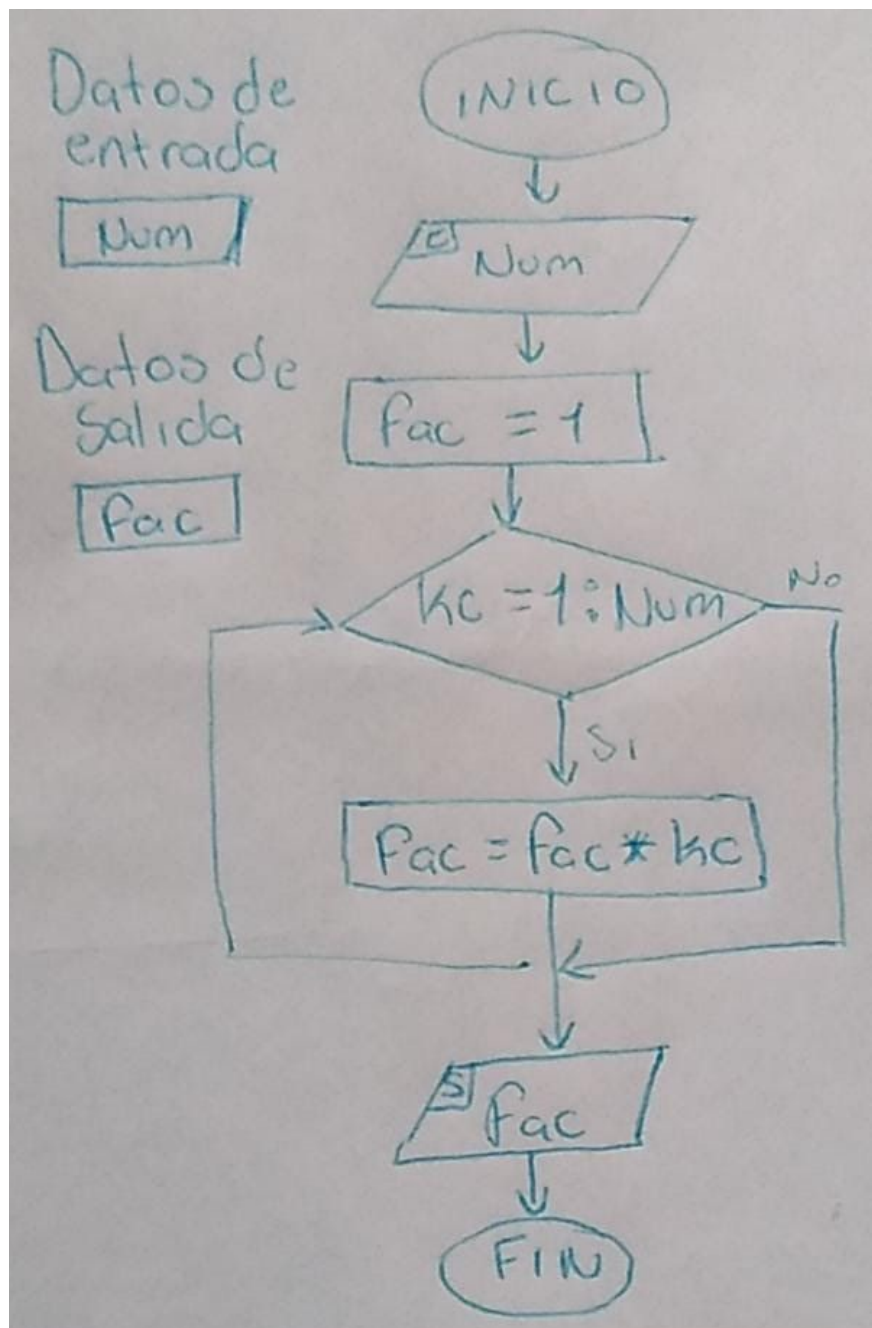 Datos de
entrada
Num
Datos de
Salida
fac
INICIO
E
Num
fac = 1
kc = 1 : Num
No
Si
fac = fac * kc
S
fac
FIN